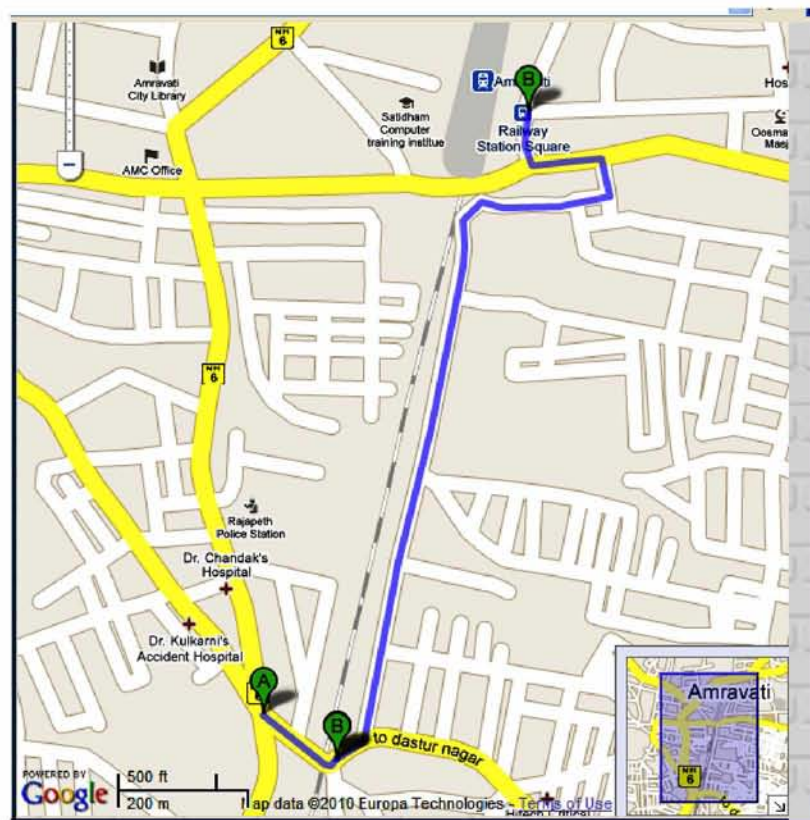 NH
6
Amravati
City Library
Satidham
Computer
training institue
B
Railway
Station Square
Hos
Oosma
Masj
AMC Office
NH
6
Rajapeth
Police Station
Dr. Chandak's
Hospital
Dr. Kulkarni's
Accident Hospital
A
B
to dastur nagar
Amravati
NH
6
500 ft
200 m
POWERED BY
Google
Map data ©2010 Europa Technologies - Terms of Use